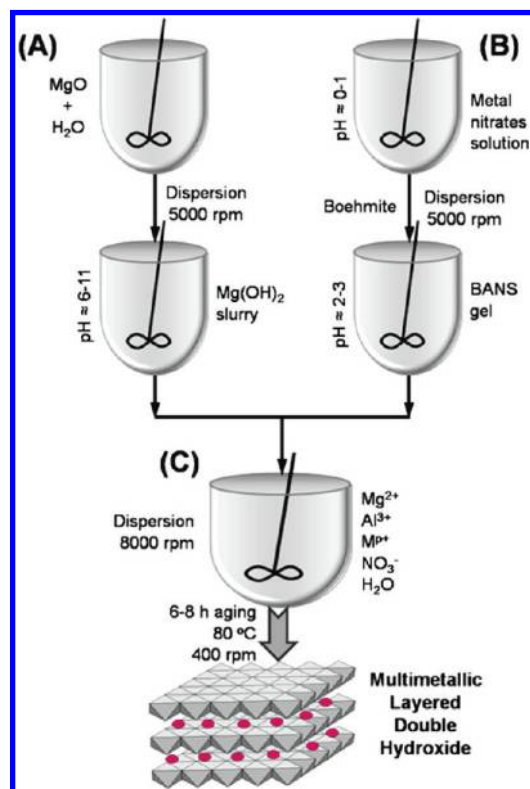 (A)
MgO
+
H₂O
Dispersion
5000 rpm
pH ≈ 6-11
Mg(OH)₂
slurry
(B)
pH ≈ 0-1
Metal
nitrates
solution
Boehmite
Dispersion
5000 rpm
pH ≈ 2-3
BANS
gel
(C)
Dispersion
8000 rpm
Mg²⁺
Al³⁺
Mᵖ⁺
NO₃⁻
H₂O
6-8 h aging
80 ºC
400 rpm
Multimetallic
Layered
Double
Hydroxide